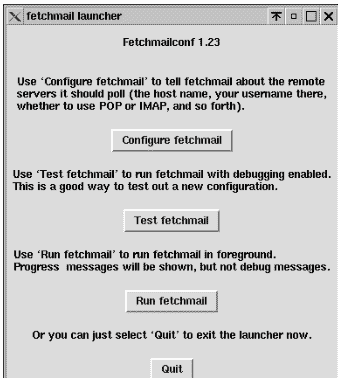 fetchmail launcher
Fetchmailconf 1.23
Use ‘Configure fetchmail’ to tell fetchmail about the remote
servers it should poll (the host name, your username there,
whether to use POP or IMAP, and so forth).
Configure fetchmail
Use ‘Test fetchmail’ to run fetchmail with debugging enabled.
This is a good way to test out a new configuration.
Test fetchmail
Use ‘Run fetchmail’ to run fetchmail in foreground.
Progress  messages will be shown, but not debug messages.
Run fetchmail
Or you can just select ‘Quit’ to exit the launcher now.
Quit